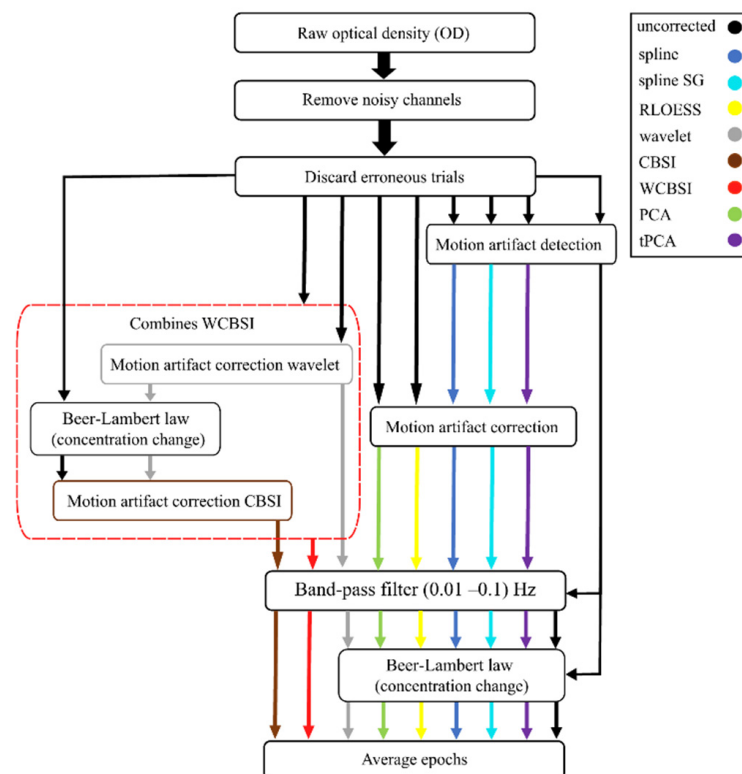 Raw optical density (OD)
Remove noisy channels
Discard erroneous trials
Motion artifact detection
Combines WCBSI
Motion artifact correction wavelet
Beer-Lambert law
(concentration change)
Motion artifact correction CBSI
Motion artifact correction
Band-pass filter (0.01 –0.1) Hz
Beer-Lambert law
(concentration change)
Average epochs
uncorrected
spline
spline SG
RLOESS
wavelet
CBSI
WCBSI
PCA
tPCA